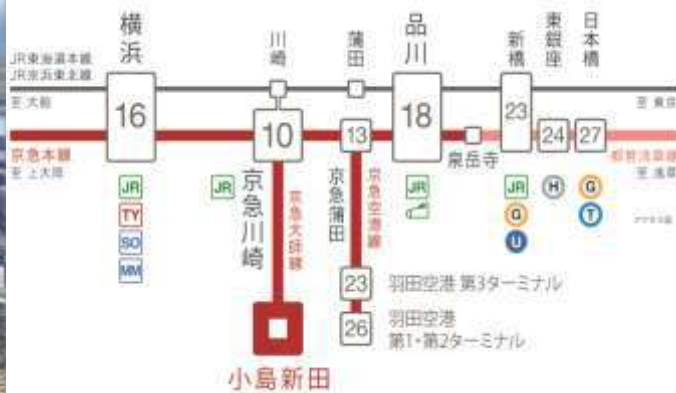 横浜
川崎
蒲田
品川
新橋
東銀座
日本橋
JR東海道本線
JR京浜東北線
至 大船
至 東京
16
10
13
18
23
24
27
京急本線
至 上大岡
泉岳寺
都営浅草線
至 浅草
JR
TY
SO
MM
JR
京急川崎
京急大師線
京急蒲田
京急空港線
JR
JR
G
U
H
G
T
23
羽田空港 第3ターミナル
26
羽田空港
第1・第2ターミナル
小島新田